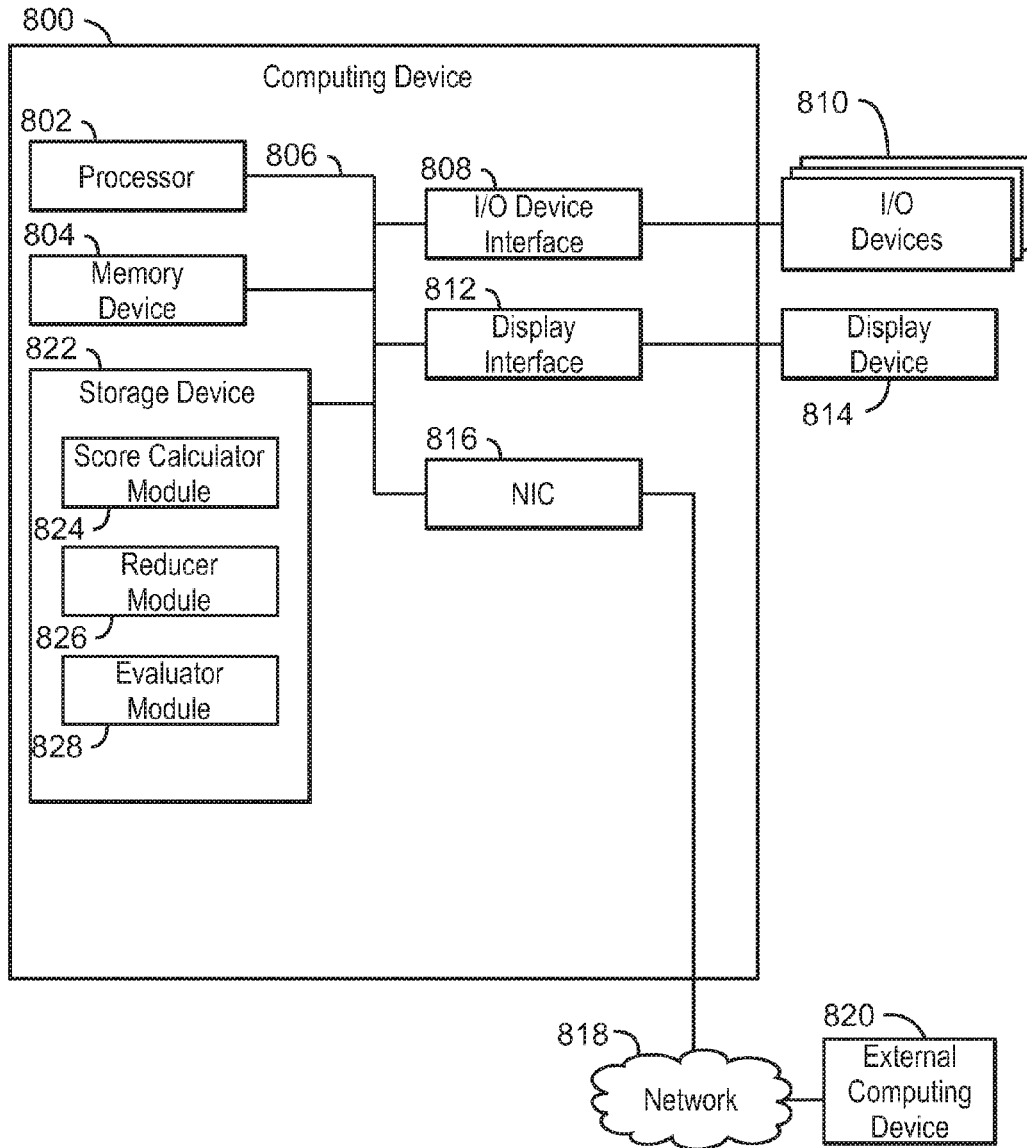 800
Computing Device
802
Processor
806
804
Memory
Device
808
I/O Device
Interface
810
I/O
Devices
812
Display
Interface
Display
Device
814
822
Storage Device
Score Calculator
Module
824
Reducer
Module
826
Evaluator
Module
828
816
NIC
818
Network
820
External
Computing
Device